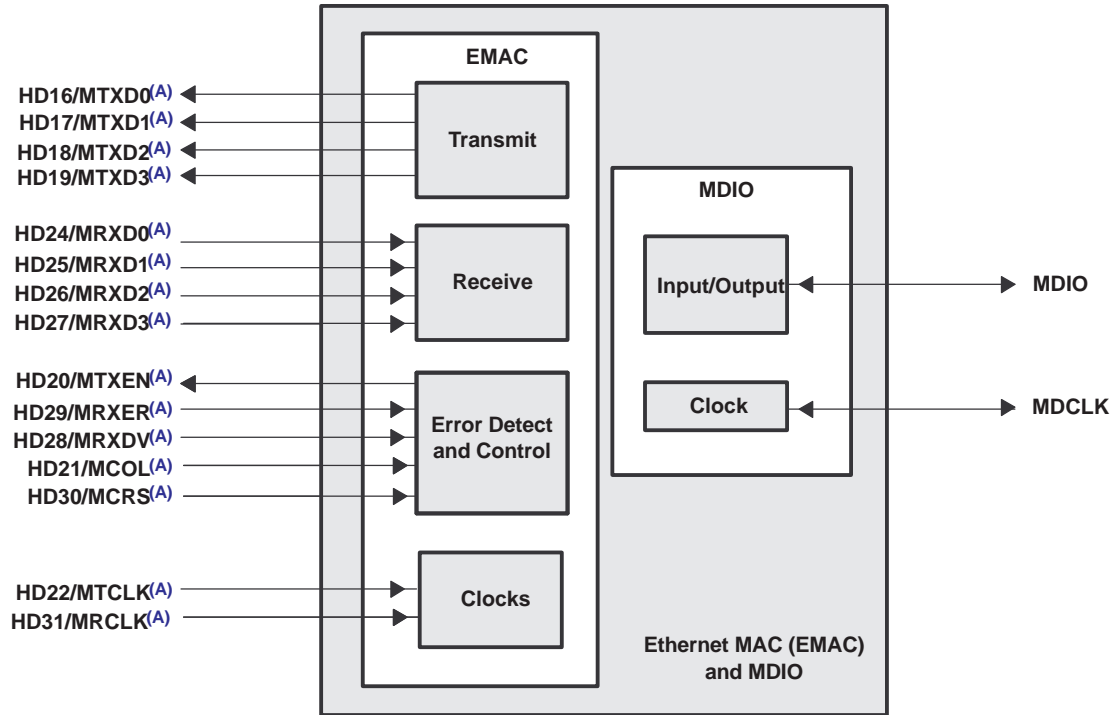 EMAC
HD16/MTXD0(A)
HD17/MTXD1(A)
HD18/MTXD2(A)
HD19/MTXD3(A)
Transmit
HD24/MRXD0(A)
HD25/MRXD1(A)
HD26/MRXD2(A)
HD27/MRXD3(A)
Receive
HD20/MTXEN(A)
HD29/MRXER(A)
HD28/MRXDV(A)
HD21/MCOL(A)
HD30/MCRS(A)
Error Detect
and Control
HD22/MTCLK(A)
HD31/MRCLK(A)
Clocks
MDIO
Input/Output
MDIO
Clock
MDCLK
Ethernet MAC (EMAC)
and MDIO